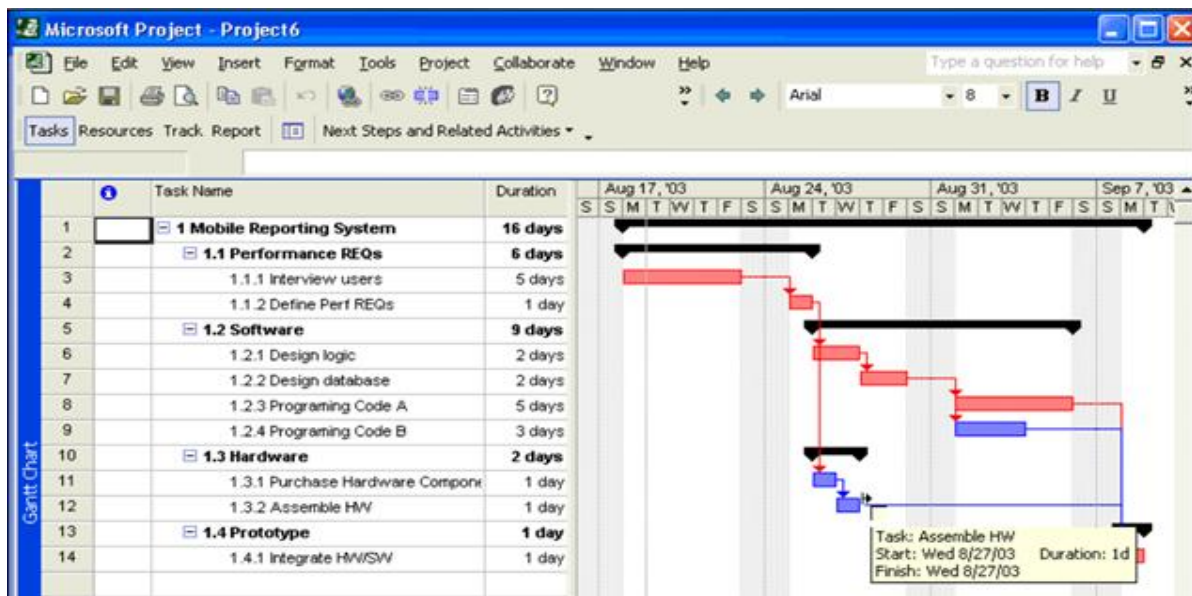 Microsoft Project - Project6
File Edit View Insert Format Tools Project Collaborate Window Help Type a question for help
Arial 8 B I U
Tasks Resources Track Report Next Steps and Related Activities
Task Name Duration Aug 17, '03 Aug 24, '03 Aug 31, '03 Sep 7, '03
S S M T W T F S S M T W T F S S M T W T F S S M T
1 1 Mobile Reporting System 16 days
2 1.1 Performance REQs 6 days
3 1.1.1 Interview users 5 days
4 1.1.2 Define Perf REQs 1 day
5 1.2 Software 9 days
6 1.2.1 Design logic 2 days
7 1.2.2 Design database 2 days
8 1.2.3 Programing Code A 5 days
9 1.2.4 Programing Code B 3 days
10 1.3 Hardware 2 days
11 1.3.1 Purchase Hardware Compone 1 day
12 1.3.2 Assemble HW 1 day
13 1.4 Prototype 1 day
14 1.4.1 Integrate HW/SW 1 day
Task: Assemble HW
Start: Wed 8/27/03 Duration: 1d
Finish: Wed 8/27/03
Gantt Chart